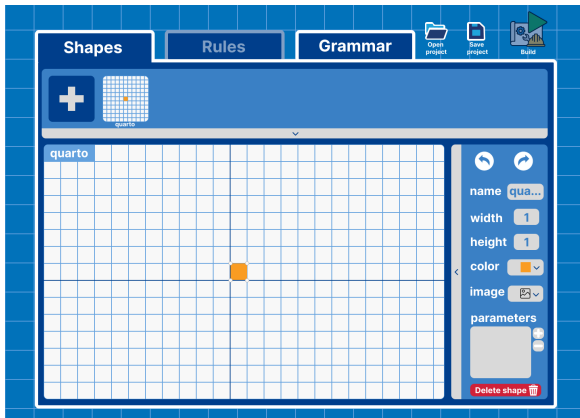 Shapes
Rules
Grammar
Open
project
Save
project
Build
quarto
quarto
name qua...
width 1
height 1
color
image
parameters
Delete shape